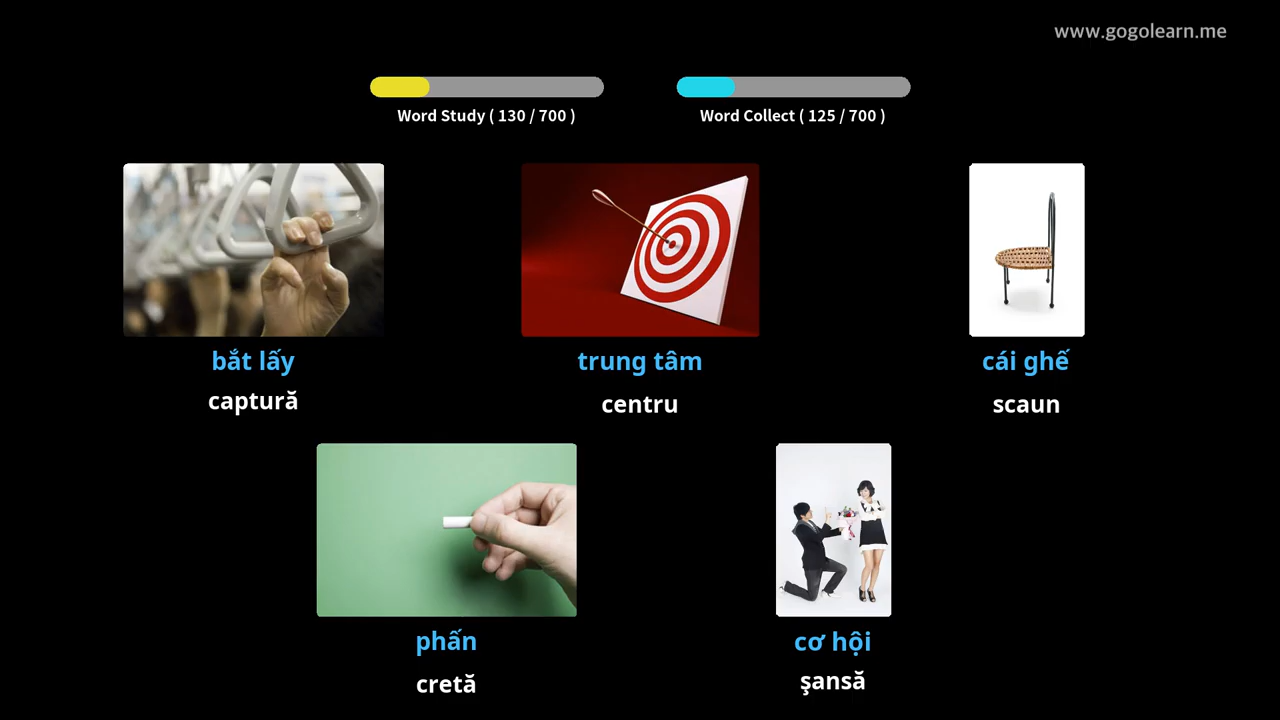 www.gogolearn.me
Word Study ( 130 / 700 )
Word Collect ( 125 / 700 )
bắt lấy
captură
trung tâm
centru
cái ghế
scaun
phấn
cretă
cơ hội
şansă